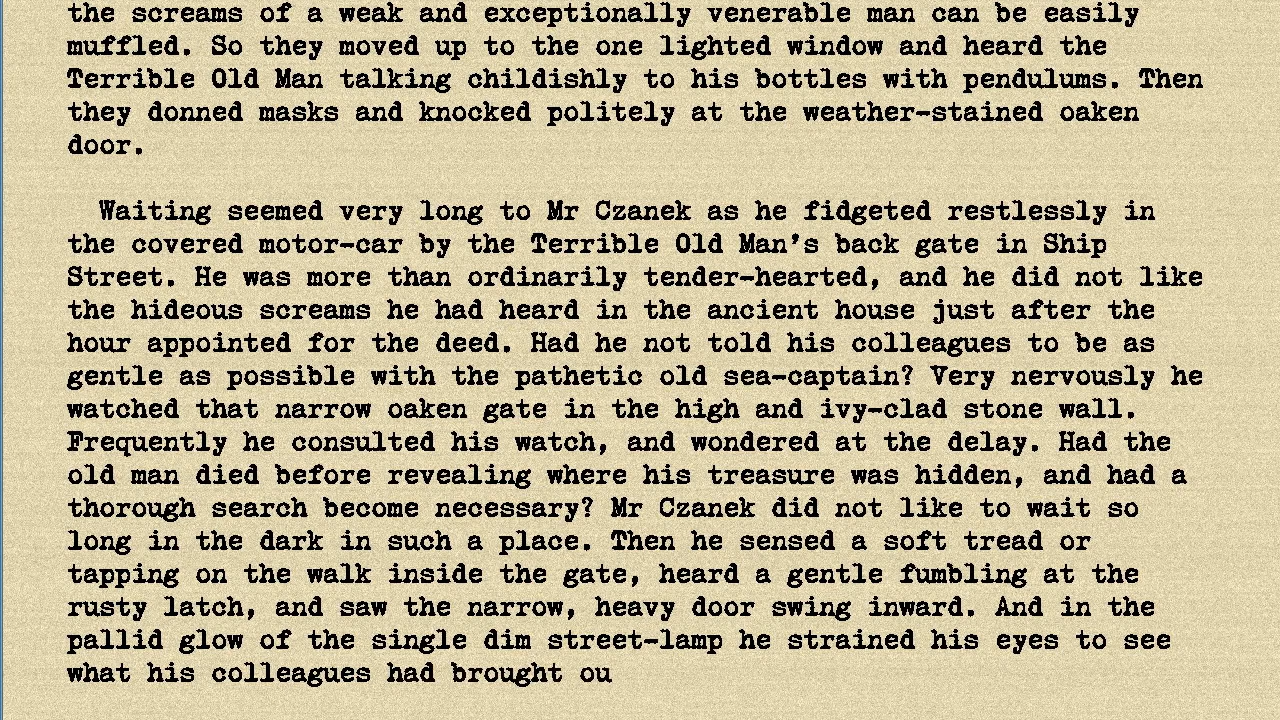 the screams of a weak and exceptionally venerable man can be easily
muffled. So they moved up to the one lighted window and heard the
Terrible Old Man talking childishly to his bottles with pendulums. Then
they donned masks and knocked politely at the weather-stained oaken
door.
Waiting seemed very long to Mr Czanek as he fidgeted restlessly in
the covered motor-car by the Terrible Old Man's back gate in Ship
Street. He was more than ordinarily tender-hearted, and he did not like
the hideous screams he had heard in the ancient house just after the
hour appointed for the deed. Had he not told his colleagues to be as
gentle as possible with the pathetic old sea-captain? Very nervously he
watched that narrow oaken gate in the high and ivy-clad stone wall.
Frequently he consulted his watch, and wondered at the delay. Had the
old man died before revealing where his treasure was hidden, and had a
thorough search become necessary? Mr Czanek did not like to wait so
long in the dark in such a place. Then he sensed a soft tread or
tapping on the walk inside the gate, heard a gentle fumbling at the
rusty latch, and saw the narrow, heavy door swing inward. And in the
pallid glow of the single dim street-lamp he strained his eyes to see
what his colleagues had brought ou